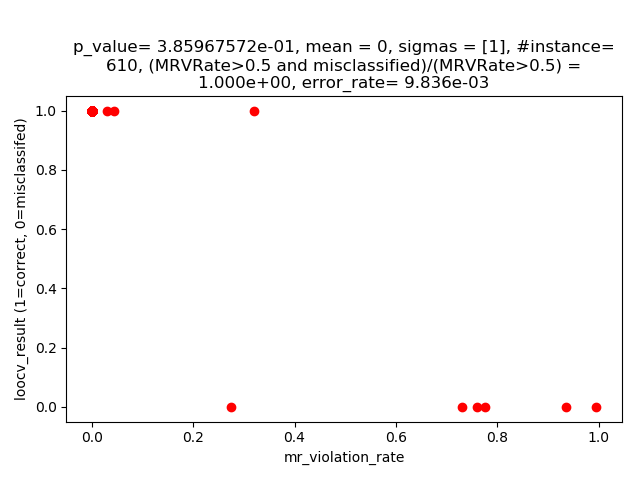 p_value= 3.85967572e-01, mean = 0, sigmas = [1], #instance=
610, (MRVRate>0.5 and misclassified)/(MRVRate>0.5) =
1.000e+00, error_rate= 9.836e-03
loocv_result (1=correct, 0=misclassifed)
1.0
0.8
0.6
0.4
0.2
0.0
0.0 0.2 0.4 0.6 0.8 1.0
mr_violation_rate